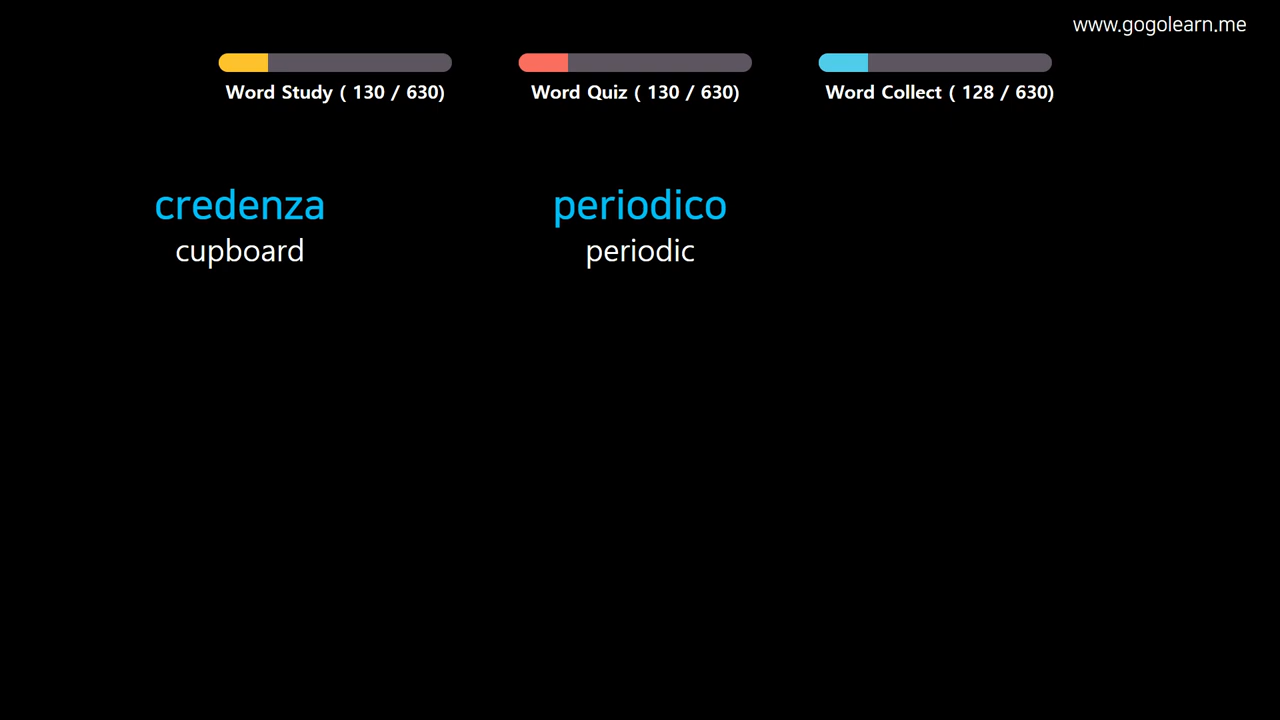 www.gogolearn.me
Word Study ( 130 / 630)
Word Quiz ( 130 / 630)
Word Collect ( 128 / 630)
credenza
cupboard
periodico
periodic